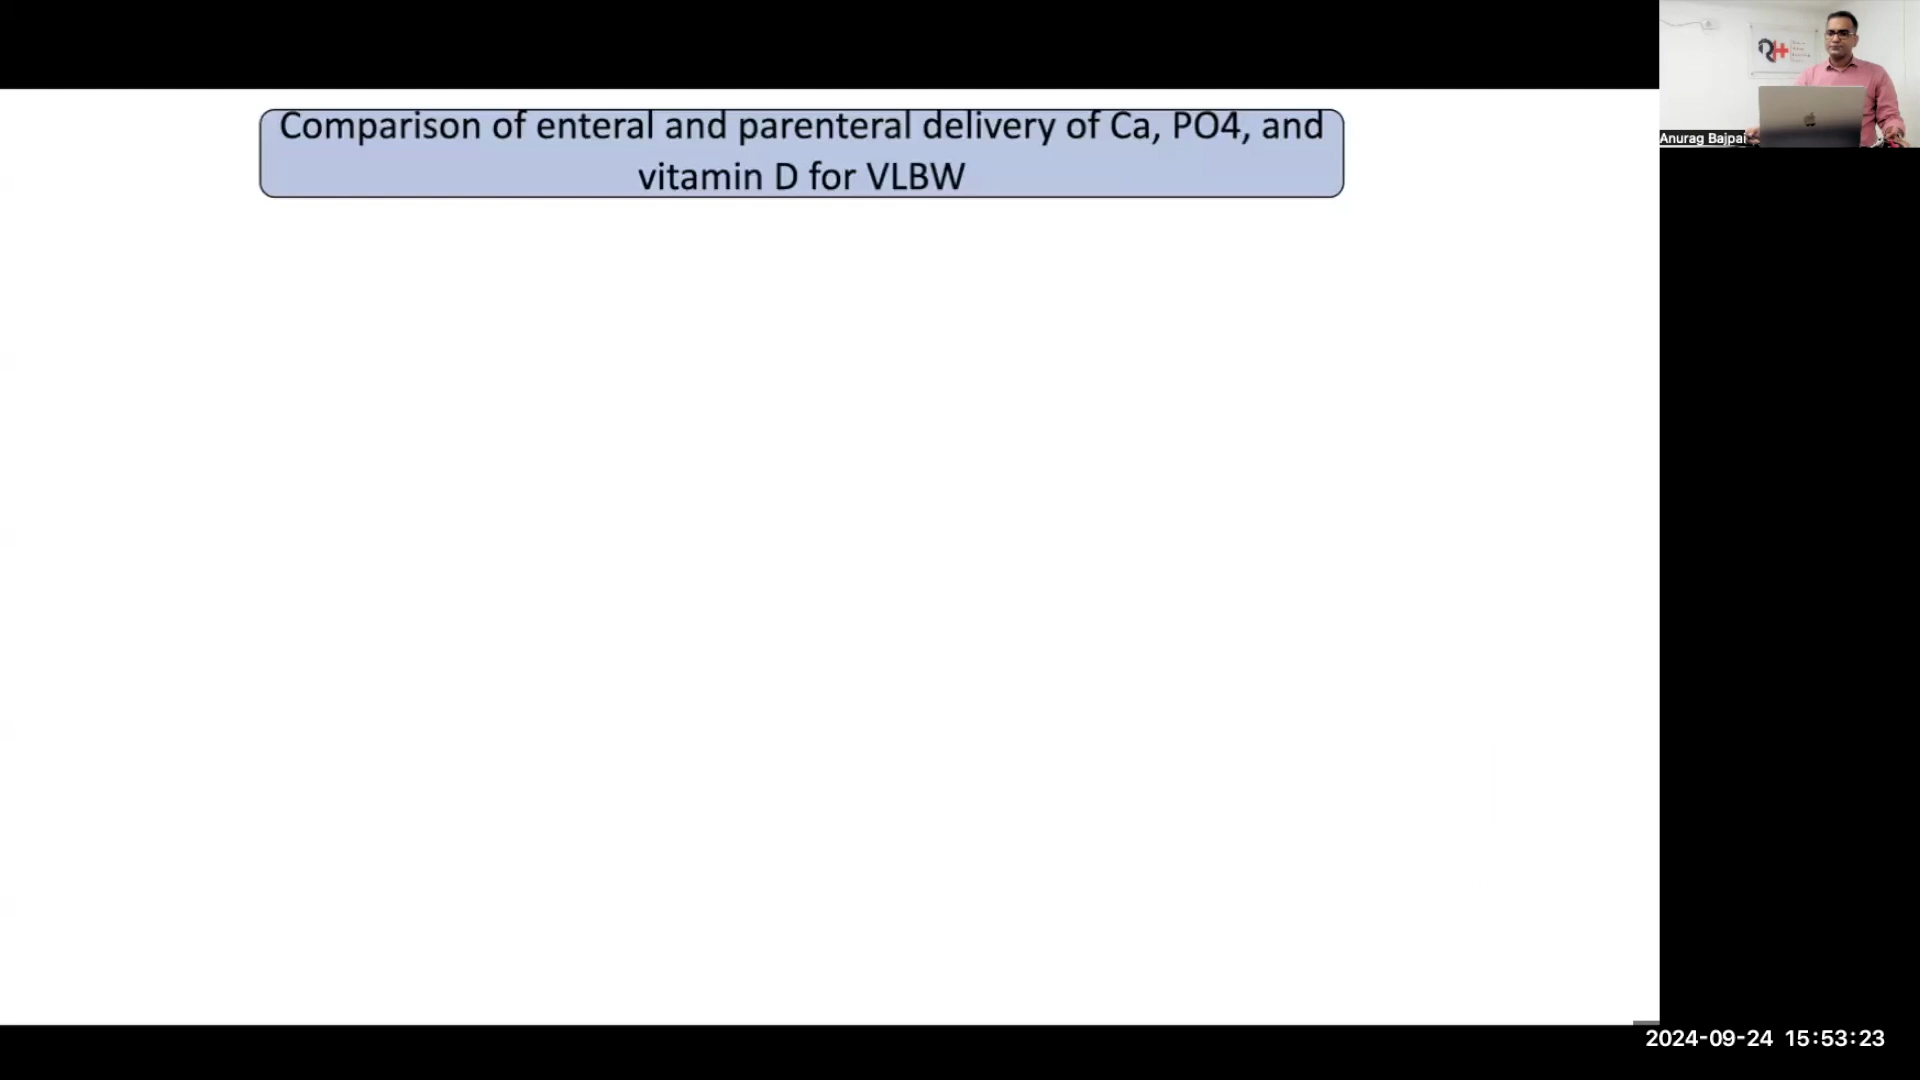 Comparison of enteral and parenteral delivery of Ca, PO4, and
vitamin D for VLBW
Anurag Bajpai
2024-09-24 15:53:23